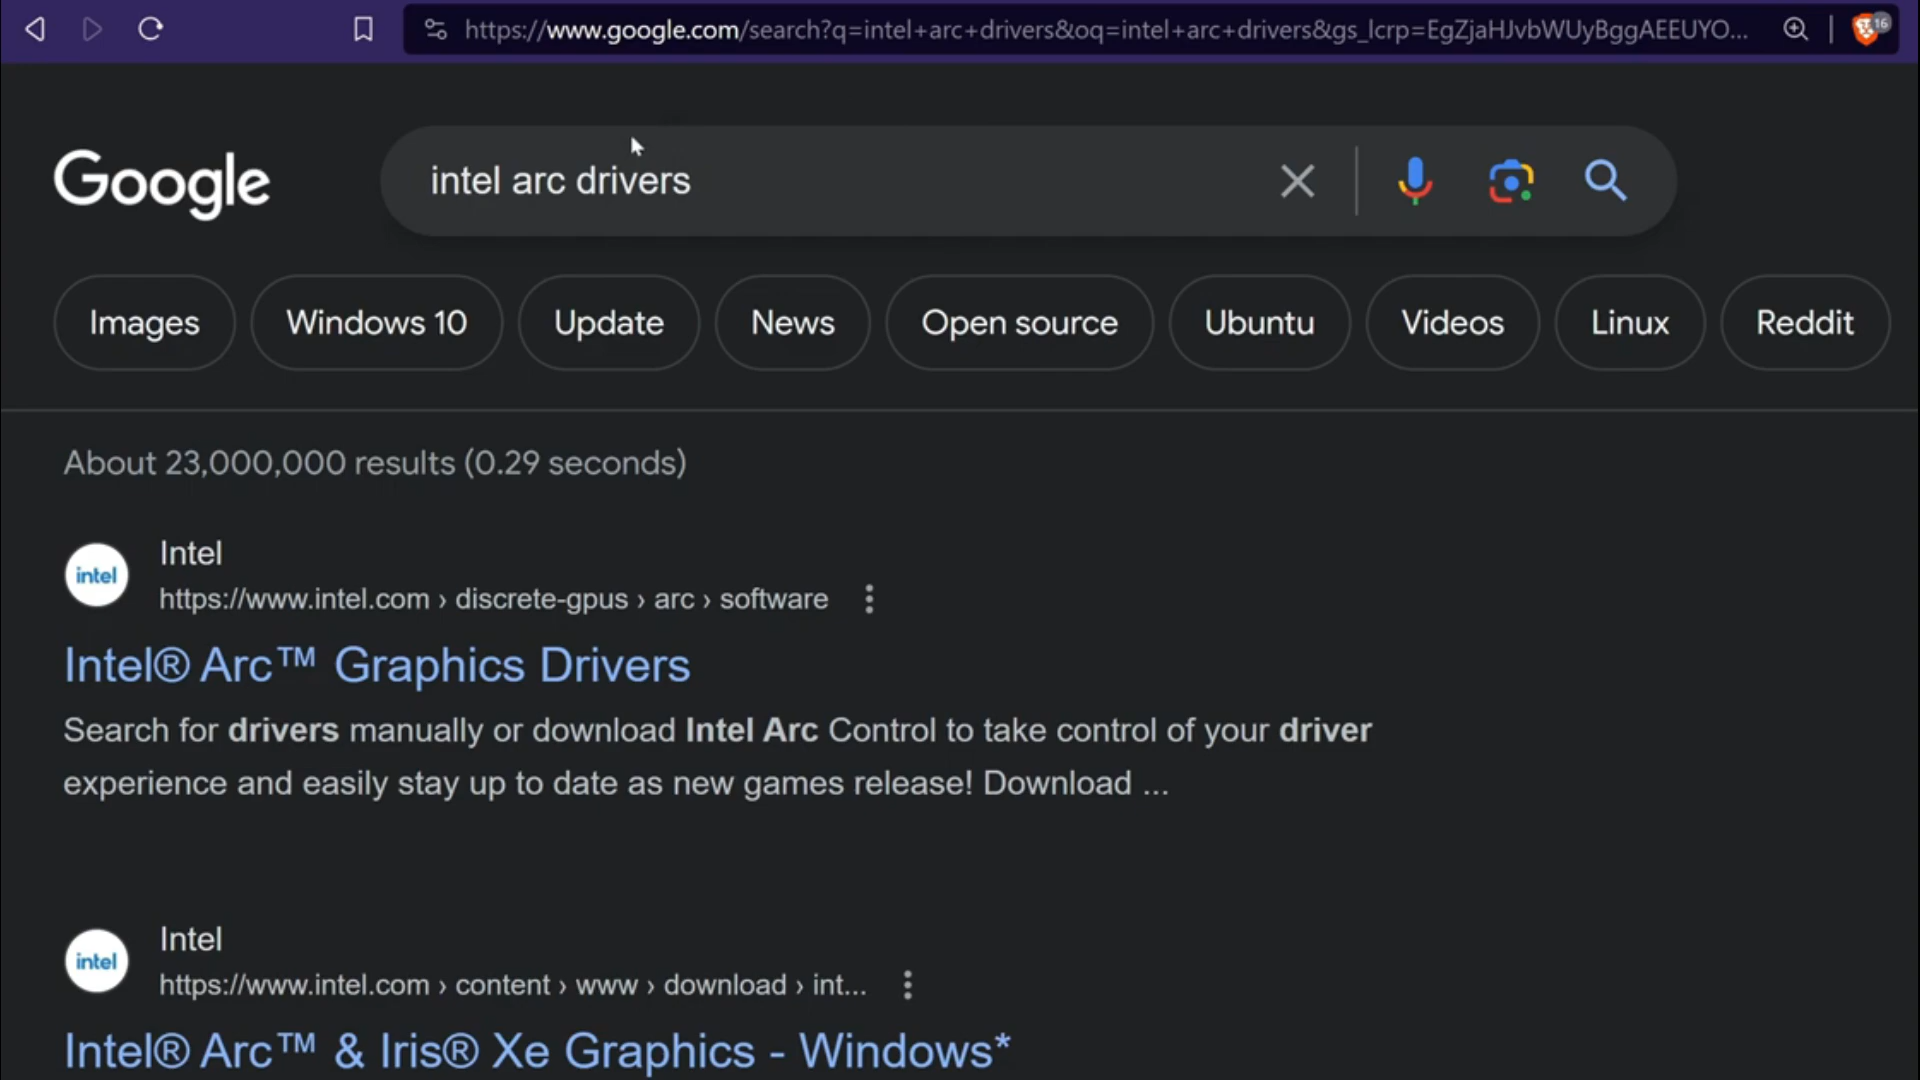 https://www.google.com/search?q=intel+arc+drivers&oq=intel+arc+drivers&gs_lcrp=EgZjaHJvbWUyBggAEEUYO...
16
Google
intel arc drivers
Images
Windows 10
Update
News
Open source
Ubuntu
Videos
Linux
Reddit
About 23,000,000 results (0.29 seconds)
intel
Intel
https://www.intel.com › discrete-gpus › arc › software
Intel® Arc™ Graphics Drivers
Search for drivers manually or download Intel Arc Control to take control of your driver
experience and easily stay up to date as new games release! Download ...
intel
Intel
https://www.intel.com › content › www › download › int...
Intel® Arc™ & Iris® Xe Graphics - Windows*